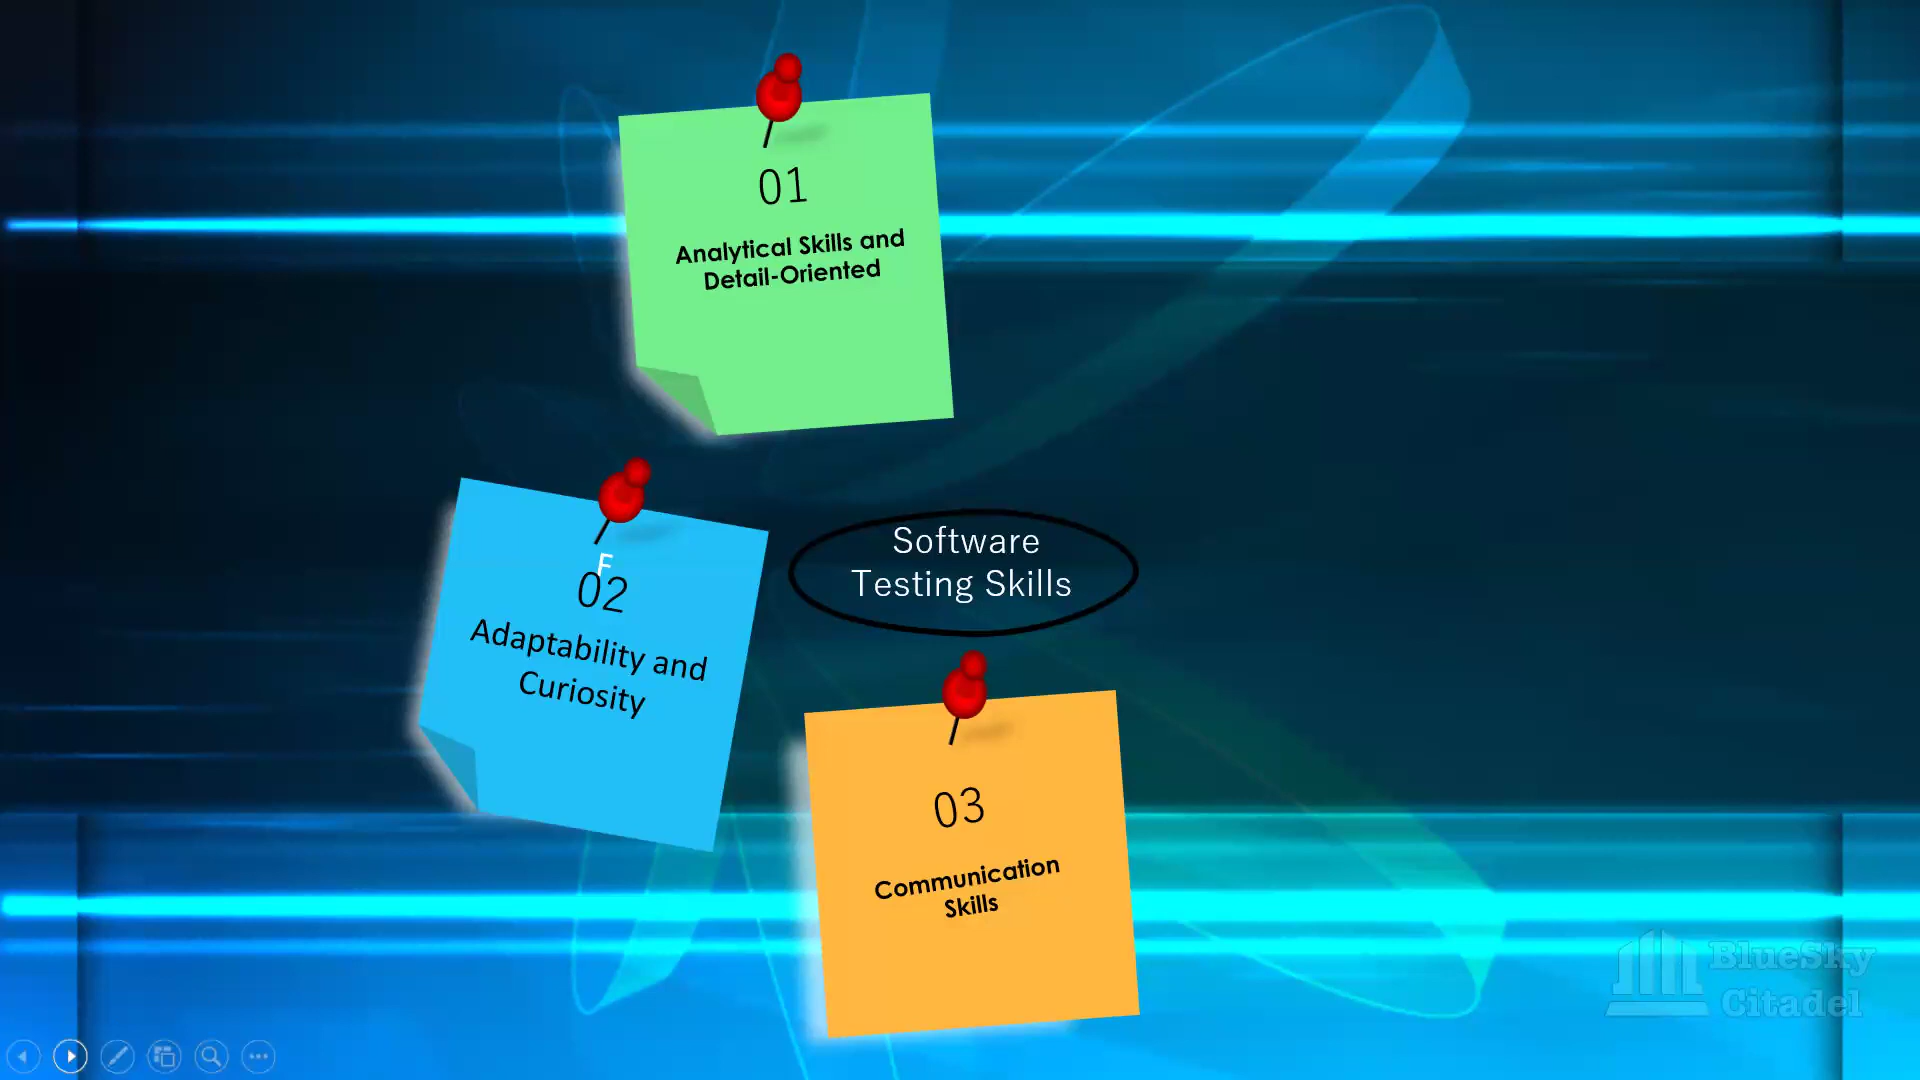 01
Analytical Skills and
Detail-Oriented
F
02
Adaptability and
Curiosity
Software
Testing Skills
03
Communication
Skills
BlueSky
Citadel